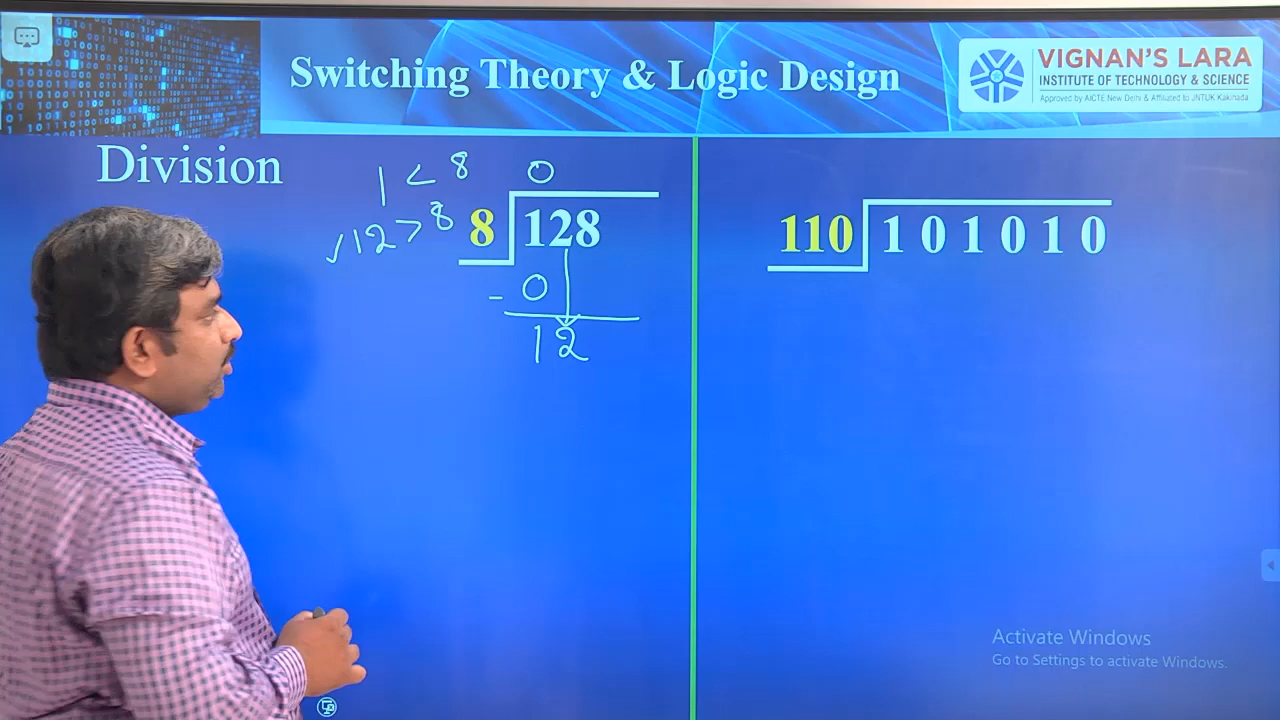 Switching Theory & Logic Design
VIGNAN'S LARA
INSTITUTE OF TECHNOLOGY & SCIENCE
Approved by AICTE New Delhi & Affiliated to JNTUK Kakinada
Division
1 < 8
0
✓12 > 8
8 128
- 0
12
110 1 0 1 0 1 0
Activate Windows
Go to Settings to activate Windows.